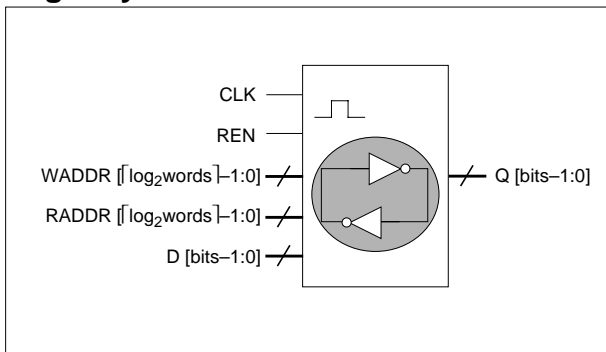 CLK
REN
WADDR [⌈log₂words⌉–1:0]
RADDR [⌈log₂words⌉–1:0]
D [bits–1:0]
Q [bits–1:0]